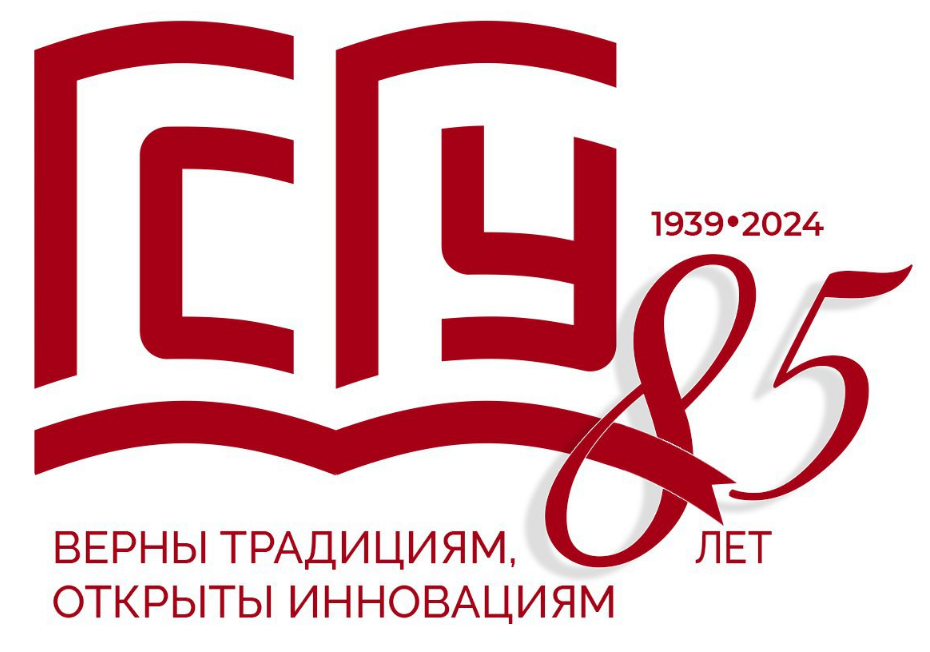 ГСГУ
1939•2024
85
ЛЕТ
ВЕРНЫ ТРАДИЦИЯМ,
ОТКРЫТЫ ИННОВАЦИЯМ